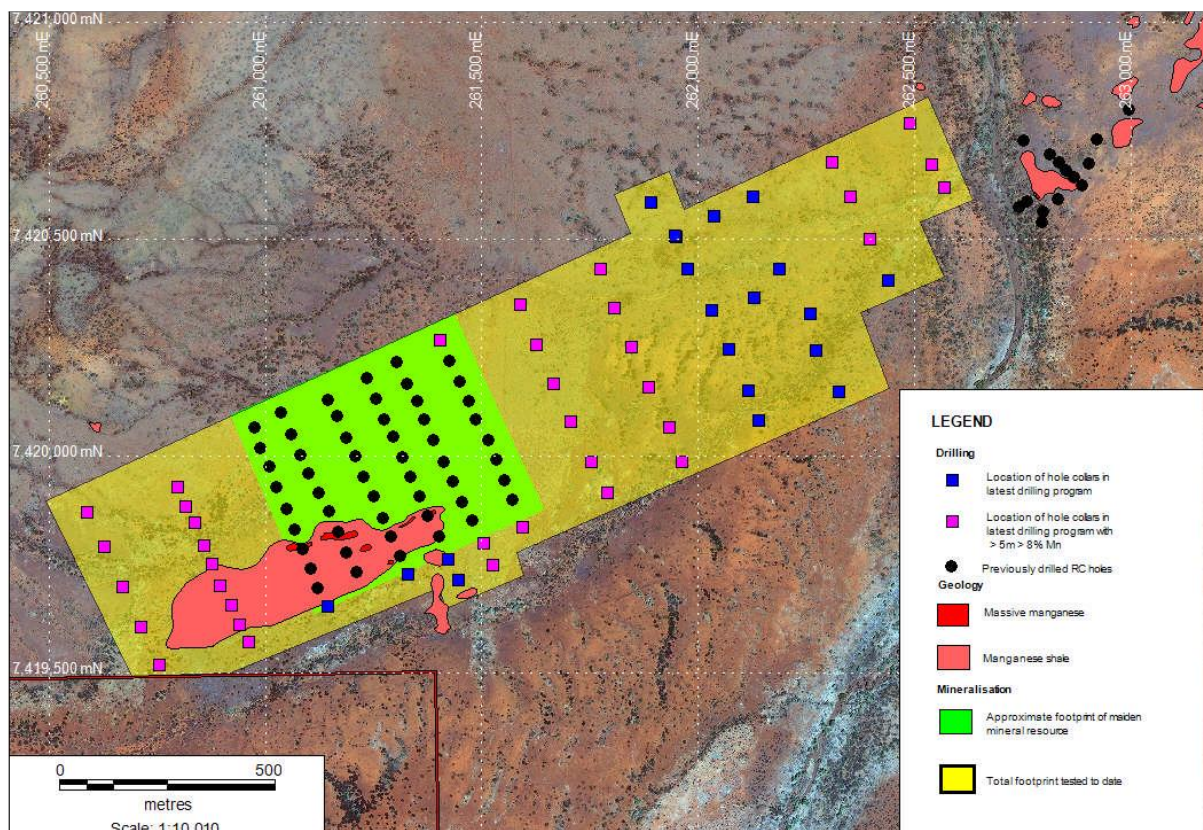 7,421,000 mN
260,500 mE
261,000 mE
261,500 mE
262,000 mE
262,500 mE
263,000 mE
7,420,500 mN
7,420,000 mN
7,419,500 mN
LEGEND
Drilling
Location of hole collars in
latest drilling program
Location of hole collars in
latest drilling program with
> 5m > 8% Mn
Previously drilled RC holes
Geology
Massive manganese
Manganese shale
Mineralisation
Approximate footprint of maiden
mineral resource
Total footprint tested to date
0 500
metres
Scale: 1:10,010